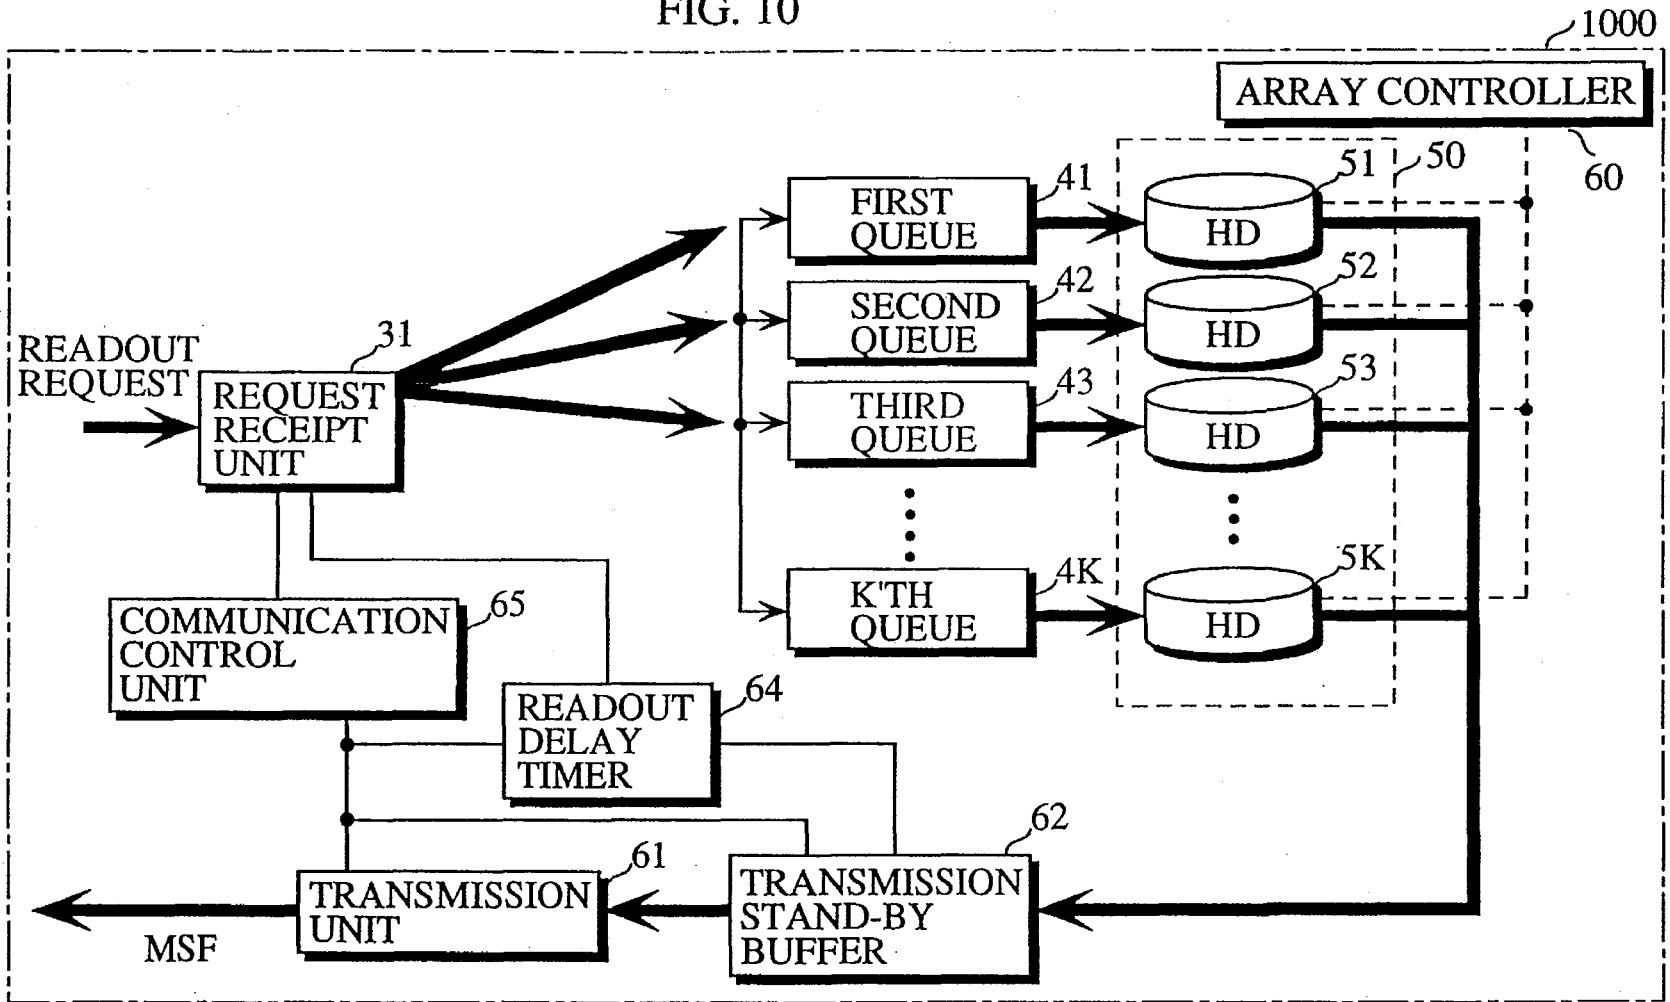 FIG. 10
1000
ARRAY CONTROLLER
60
50
FIRST
QUEUE
41
HD
51
SECOND
QUEUE
42
HD
52
THIRD
QUEUE
43
HD
53
K'TH
QUEUE
4K
HD
5K
READOUT
REQUEST
31
REQUEST
RECEIPT
UNIT
COMMUNICATION
CONTROL
UNIT
65
READOUT
DELAY
TIMER
64
TRANSMISSION
UNIT
61
TRANSMISSION
STAND-BY
BUFFER
62
MSF